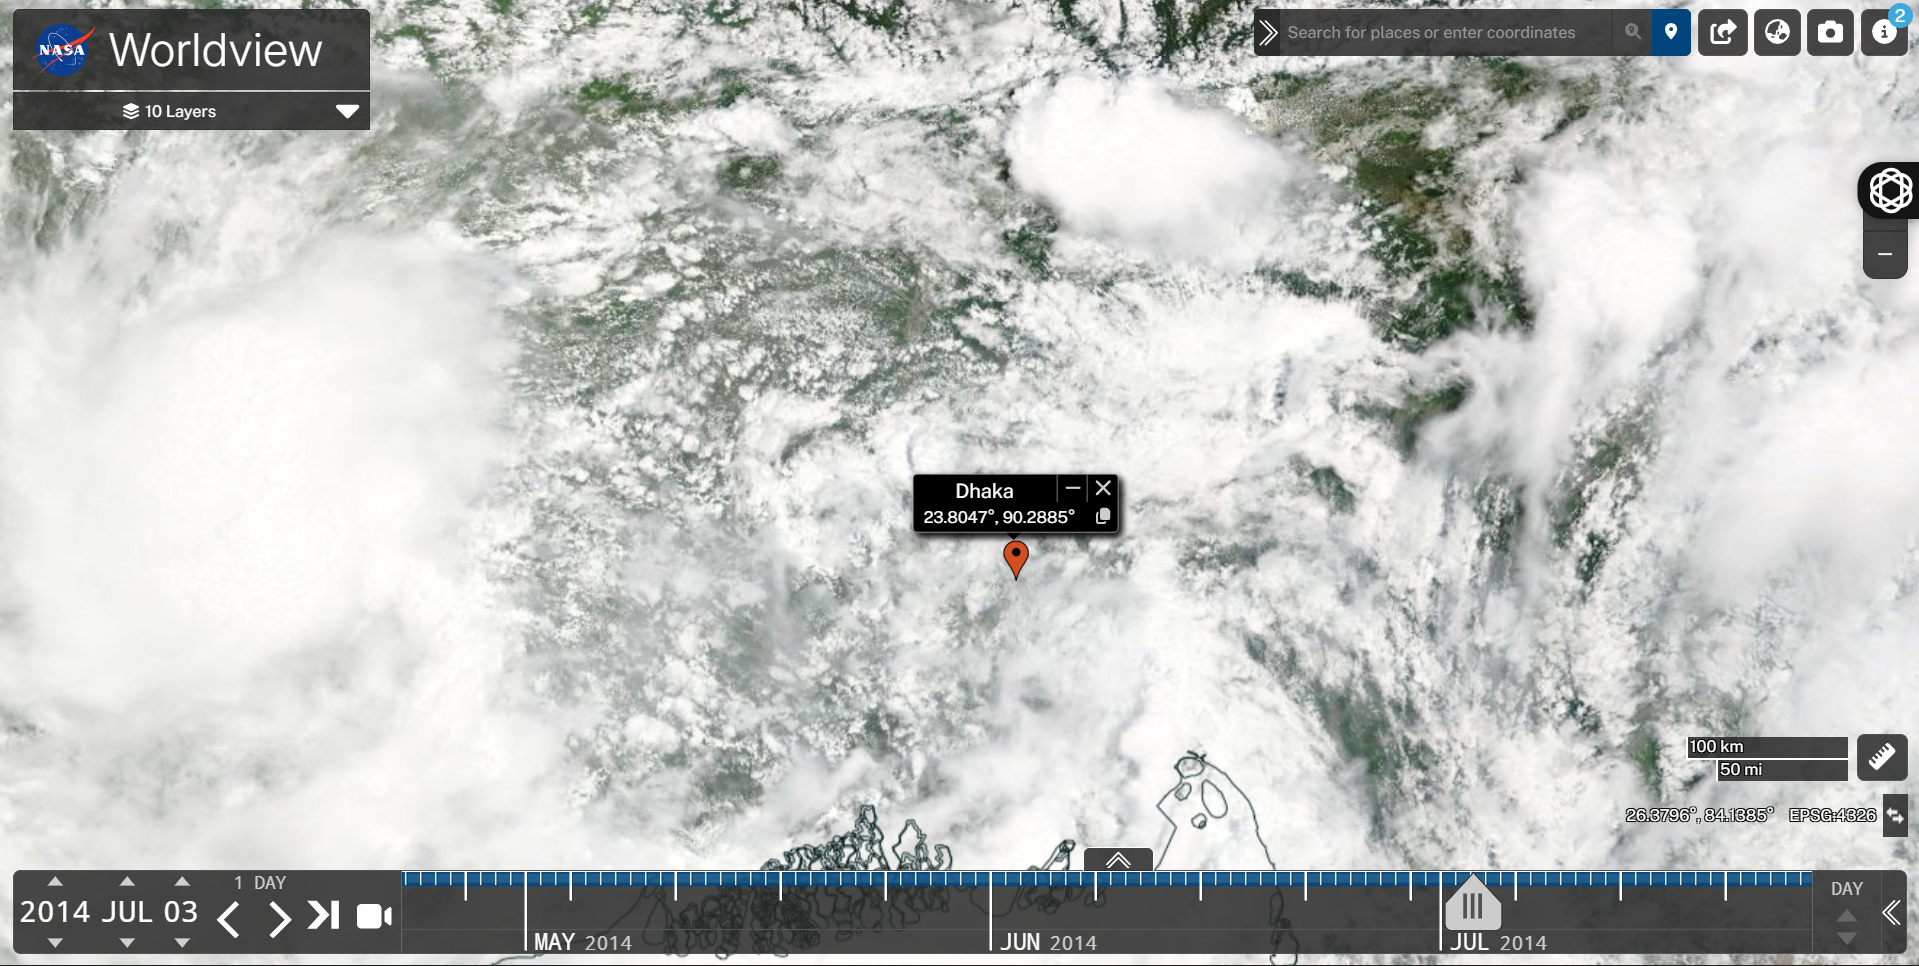 NASA Worldview
10 Layers
Search for places or enter coordinates
2
Dhaka
23.8047°, 90.2885°
100 km
50 mi
26.3796°, 84.1385° EPSG:4326
1 DAY
2014 JUL 03
DAY
MAY 2014
JUN 2014
JUL 2014